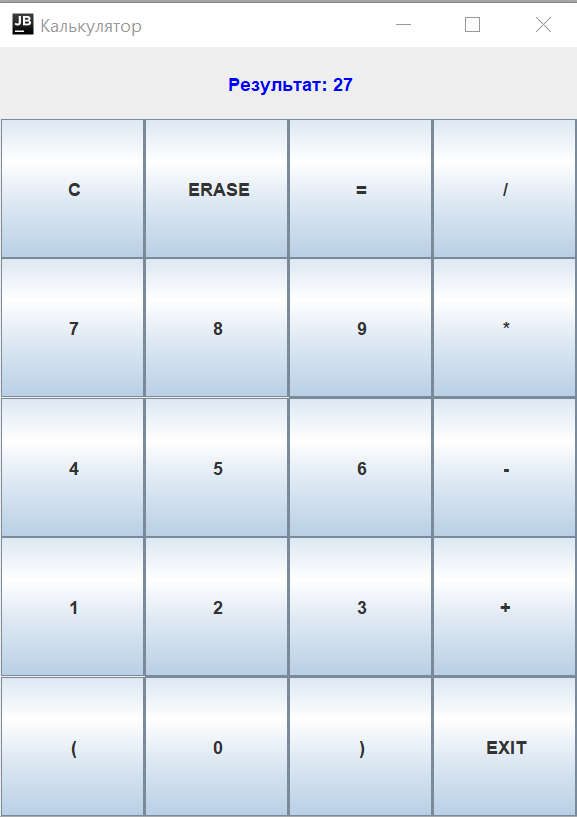 JB Калькулятор
Результат: 27
C ERASE = /
7 8 9 *
4 5 6 -
1 2 3 +
( 0 ) EXIT